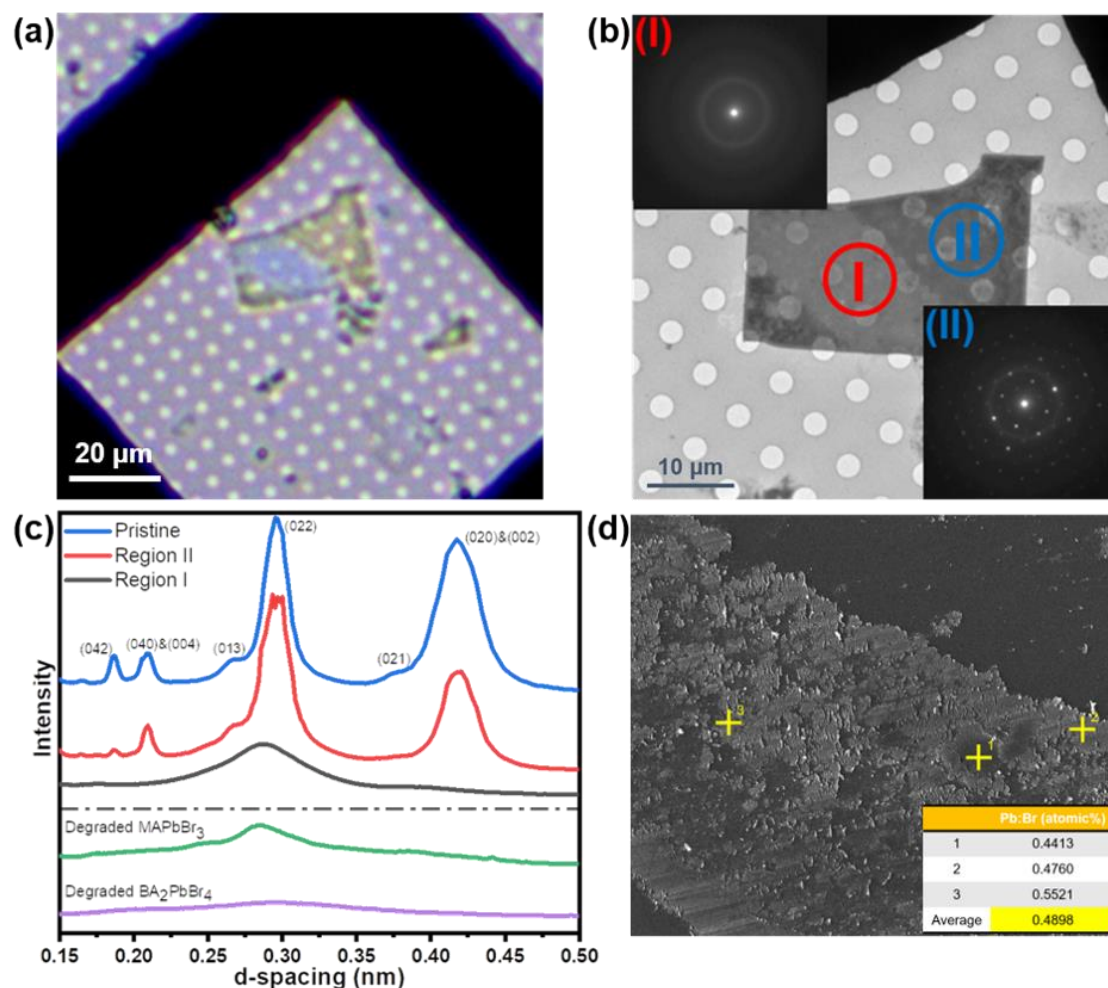 (a)
20 μm
(b)
(I)
I
II
(II)
10 μm
(c)
Pristine
Region II
Region I
(042)
(040)&(004)
(013)
(022)
(021)
(020)&(002)
Degraded MAPbBr₃
Degraded BA₂PbBr₄
Intensity
0.15 0.20 0.25 0.30 0.35 0.40 0.45 0.50
d-spacing (nm)
(d)
3
1
2
Pb:Br (atomic%)
1 0.4413
2 0.4760
3 0.5521
Average 0.4898